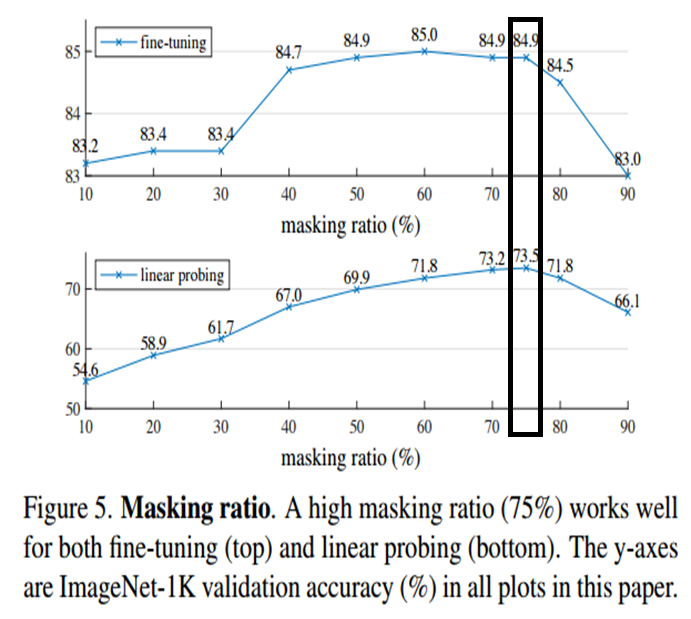 85
84
83
fine-tuning
83.2
83.4
83.4
84.7
84.9
85.0
84.9
84.9
84.5
83.0
10 20 30 40 50 60 70 80 90
masking ratio (%)
70
60
50
linear probing
54.6
58.9
61.7
67.0
69.9
71.8
73.2
73.5
71.8
66.1
10 20 30 40 50 60 70 80 90
masking ratio (%)
Figure 5. Masking ratio. A high masking ratio (75%) works well
for both fine-tuning (top) and linear probing (bottom). The y-axes
are ImageNet-1K validation accuracy (%) in all plots in this paper.